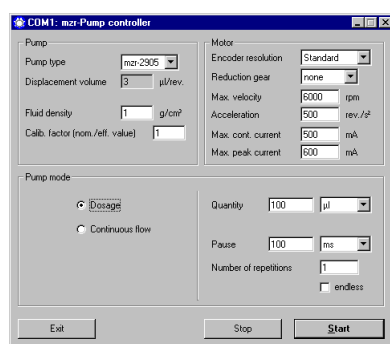 COM1: mzr-Pump controller
Pump
Pump type mzr-2905
Displacement volume 3 µl/rev.
Fluid density 1 g/cm³
Calib. factor (nom./eff. value) 1
Motor
Encoder resolution Standard
Reduction gear none
Max. velocity 6000 rpm
Acceleration 500 rev./s²
Max. cont. current 500 mA
Max. peak current 600 mA
Pump mode
Dosage
Continuous flow
Quantity 100 µl
Pause 100 ms
Number of repetitions 1
endless
Exit Stop Start